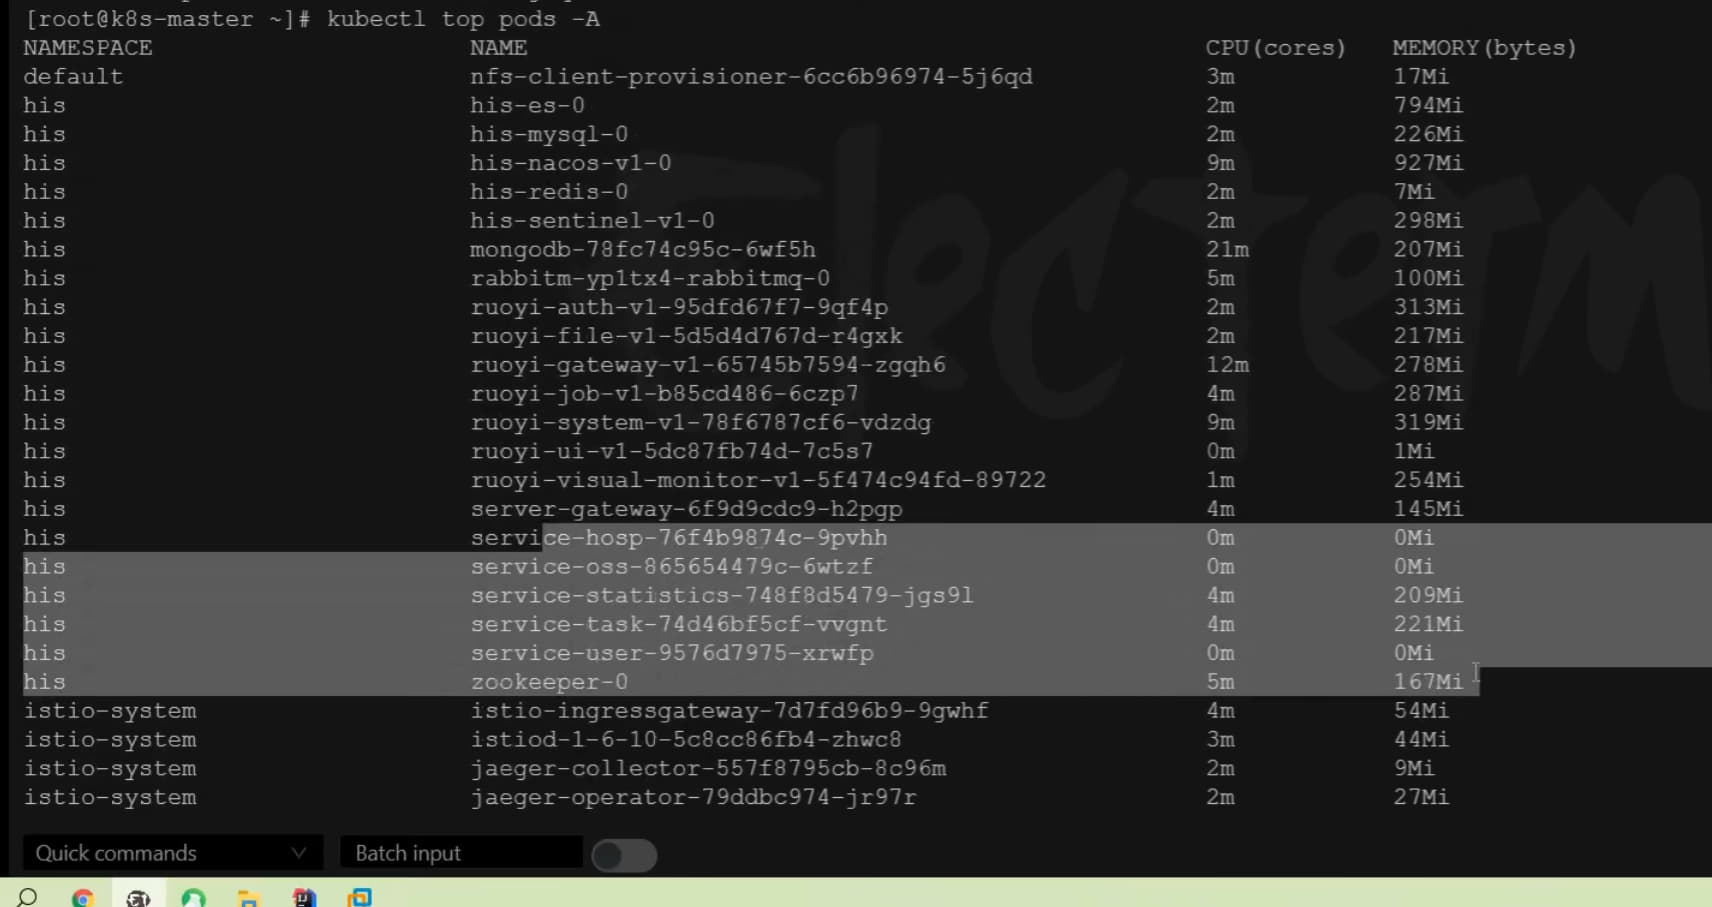 [root@k8s-master ~]# kubectl top pods -A
NAMESPACE NAME CPU(cores) MEMORY(bytes)
default nfs-client-provisioner-6cc6b96974-5j6qd 3m 17Mi
his his-es-0 2m 794Mi
his his-mysql-0 2m 226Mi
his his-nacos-v1-0 9m 927Mi
his his-redis-0 2m 7Mi
his his-sentinel-v1-0 2m 298Mi
his mongodb-78fc74c95c-6wf5h 21m 207Mi
his rabbitm-yp1tx4-rabbitmq-0 5m 100Mi
his ruoyi-auth-v1-95dfd67f7-9qf4p 2m 313Mi
his ruoyi-file-v1-5d5d4d767d-r4gxk 2m 217Mi
his ruoyi-gateway-v1-65745b7594-zgqh6 12m 278Mi
his ruoyi-job-v1-b85cd486-6czp7 4m 287Mi
his ruoyi-system-v1-78f6787cf6-vdzdg 9m 319Mi
his ruoyi-ui-v1-5dc87fb74d-7c5s7 0m 1Mi
his ruoyi-visual-monitor-v1-5f474c94fd-89722 1m 254Mi
his server-gateway-6f9d9cdc9-h2pgp 4m 145Mi
his service-hosp-76f4b9874c-9pvhh 0m 0Mi
his service-oss-865654479c-6wtzf 0m 0Mi
his service-statistics-748f8d5479-jgs9l 4m 209Mi
his service-task-74d46bf5cf-vvgnt 4m 221Mi
his service-user-9576d7975-xrwfp 0m 0Mi
his zookeeper-0 5m 167Mi
istio-system istio-ingressgateway-7d7fd96b9-9gwhf 4m 54Mi
istio-system istiod-1-6-10-5c8cc86fb4-zhwc8 3m 44Mi
istio-system jaeger-collector-557f8795cb-8c96m 2m 9Mi
istio-system jaeger-operator-79ddbc974-jr97r 2m 27Mi
Quick commands Batch input